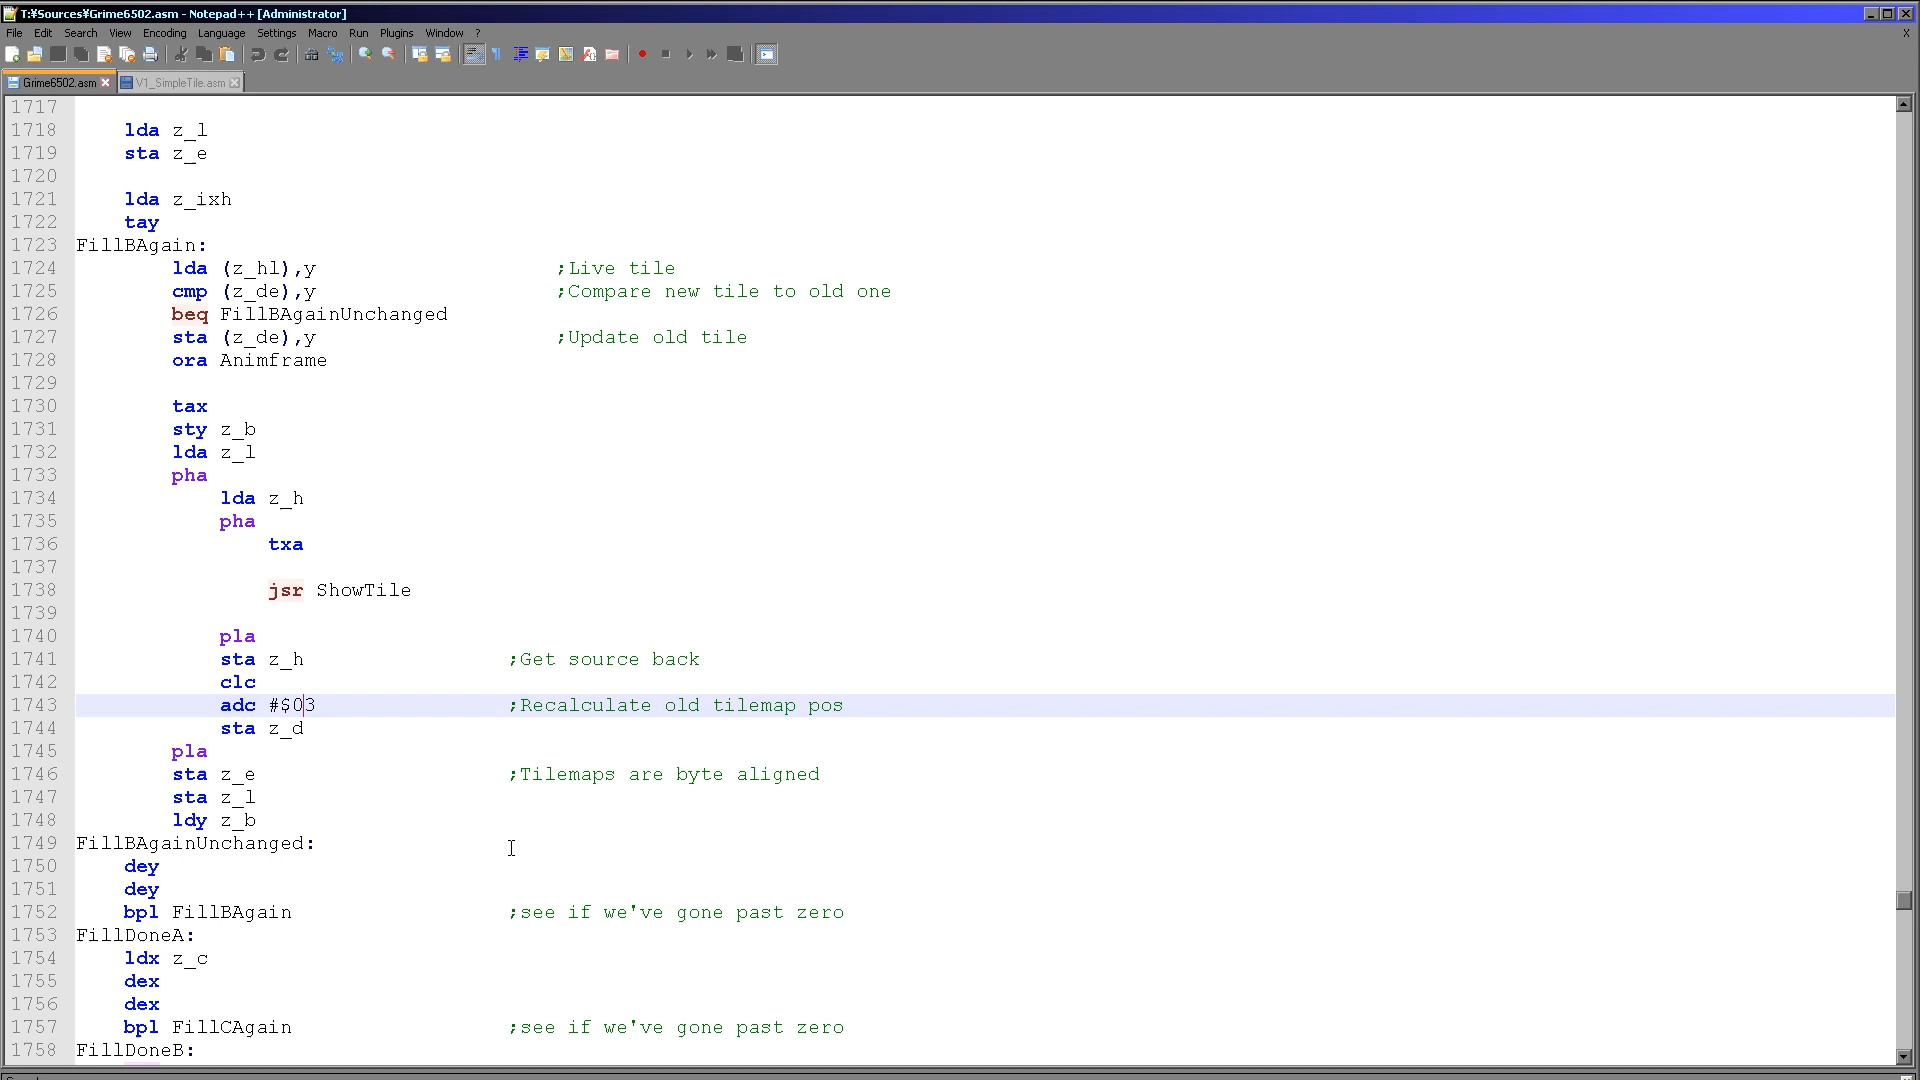 T:¥Sources¥Grime6502.asm - Notepad++ [Administrator]
File Edit Search View Encoding Language Settings Macro Run Plugins Window ? X
Grime6502.asm V1_SimpleTile.asm
1717
1718 lda z_l
1719 sta z_e
1720
1721 lda z_ixh
1722 tay
1723 FillBAgain:
1724 lda (z_hl),y ;Live tile
1725 cmp (z_de),y ;Compare new tile to old one
1726 beq FillBAgainUnchanged
1727 sta (z_de),y ;Update old tile
1728 ora Animframe
1729
1730 tax
1731 sty z_b
1732 lda z_l
1733 pha
1734 lda z_h
1735 pha
1736 txa
1737
1738 jsr ShowTile
1739
1740 pla
1741 sta z_h ;Get source back
1742 clc
1743 adc #$03 ;Recalculate old tilemap pos
1744 sta z_d
1745 pla
1746 sta z_e ;Tilemaps are byte aligned
1747 sta z_l
1748 ldy z_b
1749 FillBAgainUnchanged:
1750 dey
1751 dey
1752 bpl FillBAgain ;see if we've gone past zero
1753 FillDoneA:
1754 ldx z_c
1755 dex
1756 dex
1757 bpl FillCAgain ;see if we've gone past zero
1758 FillDoneB: